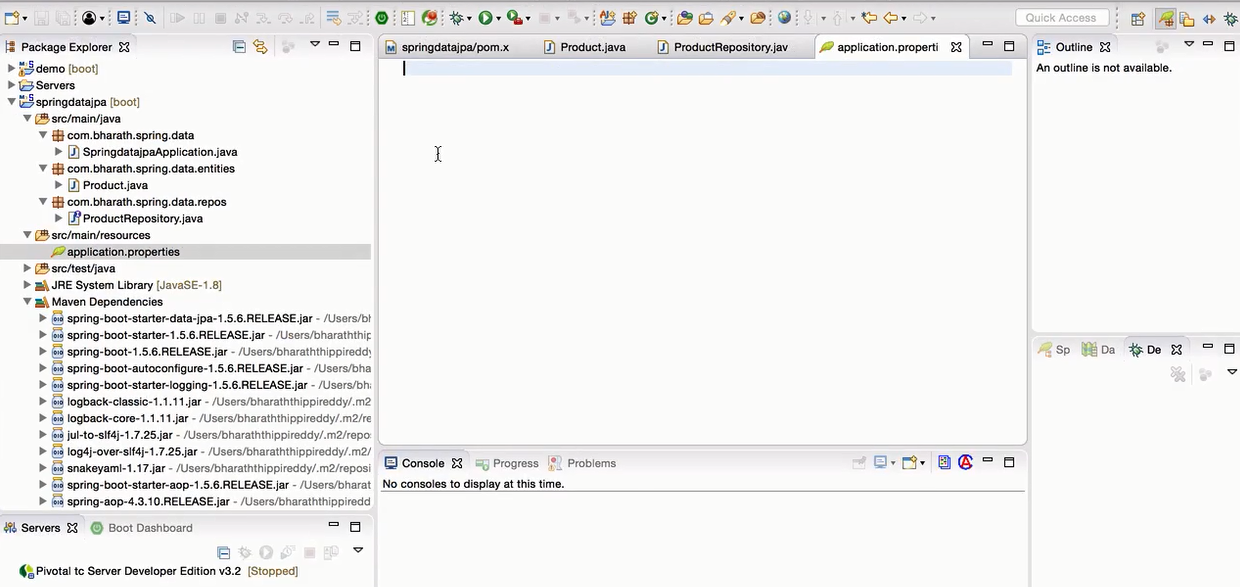 Quick Access
Package Explorer
demo [boot]
Servers
springdatajpa [boot]
src/main/java
com.bharath.spring.data
SpringdatajpaApplication.java
com.bharath.spring.data.entities
Product.java
com.bharath.spring.data.repos
ProductRepository.java
src/main/resources
application.properties
src/test/java
JRE System Library [JavaSE-1.8]
Maven Dependencies
spring-boot-starter-data-jpa-1.5.6.RELEASE.jar - /Users/b
spring-boot-starter-1.5.6.RELEASE.jar - /Users/bharaththi
spring-boot-1.5.6.RELEASE.jar - /Users/bharaththippireddy
spring-boot-autoconfigure-1.5.6.RELEASE.jar - /Users/bha
spring-boot-starter-logging-1.5.6.RELEASE.jar - /Users/bha
logback-classic-1.1.11.jar - /Users/bharaththippireddy/.m2
logback-core-1.1.11.jar - /Users/bharaththippireddy/.m2/re
jul-to-slf4j-1.7.25.jar - /Users/bharaththippireddy/.m2/repo
log4j-over-slf4j-1.7.25.jar - /Users/bharaththippireddy/.m2
snakeyaml-1.17.jar - /Users/bharaththippireddy/.m2/reposi
spring-boot-starter-aop-1.5.6.RELEASE.jar - /Users/bhara
spring-aop-4.3.10.RELEASE.jar - /Users/bharaththippiredd
Servers
Boot Dashboard
Pivotal tc Server Developer Edition v3.2 [Stopped]
springdatajpa/pom.x
Product.java
ProductRepository.jav
application.properti
Console
Progress
Problems
No consoles to display at this time.
Outline
An outline is not available.
Sp
Da
De